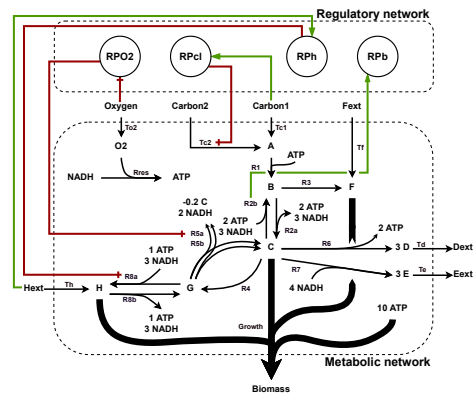 Regulatory network
RPO2
RPcl
RPh
RPb
Oxygen
Carbon2
Carbon1
Fext
To2
Tc2
Tc1
Tf
O2
A
R1
ATP
NADH
Rres
ATP
B
R3
F
-0.2 C
2 NADH
R5a
R5b
2 ATP
3 NADH
R2b
2 ATP
3 NADH
R2a
2 ATP
1 ATP
3 NADH
C
R6
3 D
Td
Dext
Hext
Th
R8a
H
R8b
G
R4
R7
4 NADH
3 E
Te
Eext
1 ATP
3 NADH
Growth
10 ATP
Metabolic network
Biomass